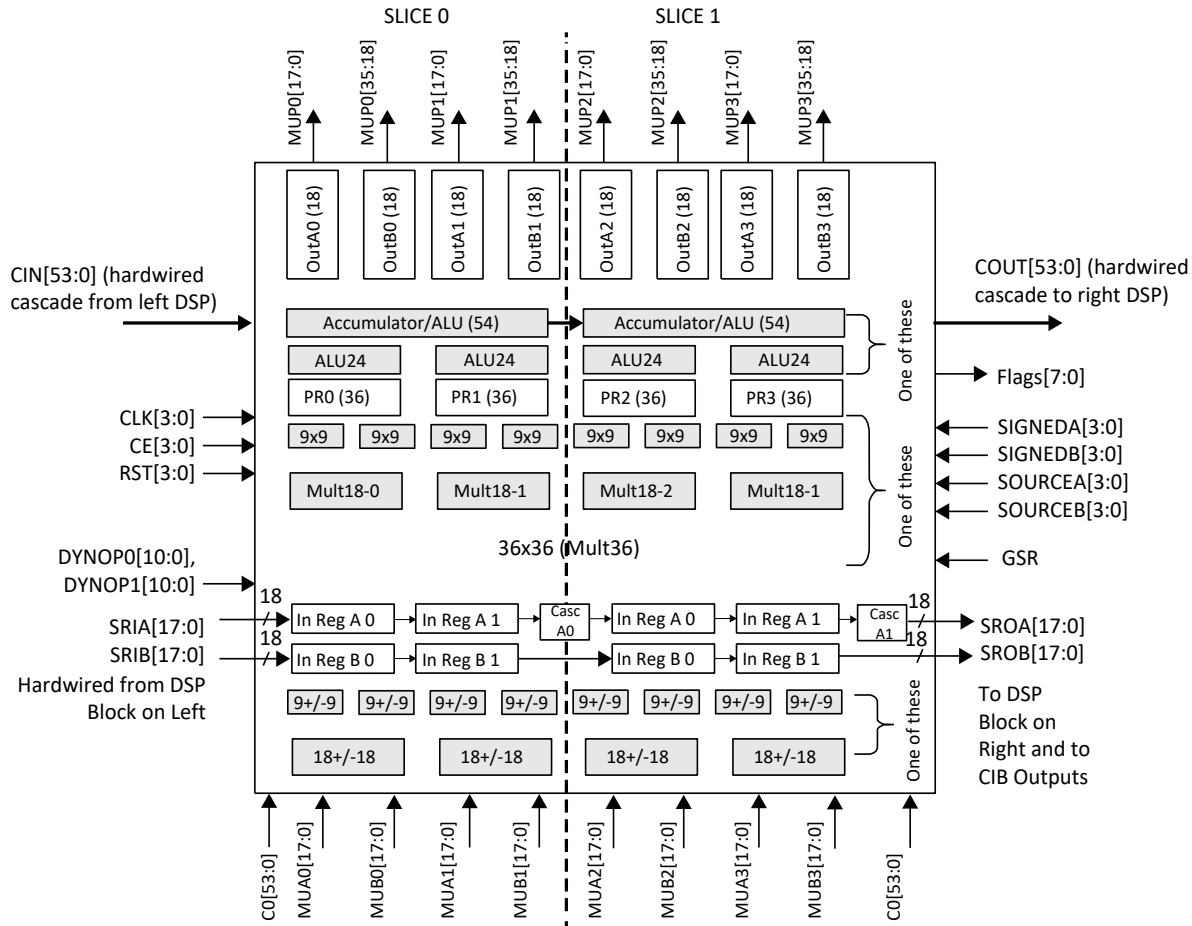 SLICE 0
SLICE 1
MUP0[17:0]
MUP0[35:18]
MUP1[17:0]
MUP1[35:18]
MUP2[17:0]
MUP2[35:18]
MUP3[17:0]
MUP3[35:18]
OutA0 (18)
OutB0 (18)
OutA1 (18)
OutB1 (18)
OutA2 (18)
OutB2 (18)
OutA3 (18)
OutB3 (18)
CIN[53:0] (hardwired
cascade from left DSP)
COUT[53:0] (hardwired
cascade to right DSP)
Accumulator/ALU (54)
Accumulator/ALU (54)
ALU24
ALU24
ALU24
ALU24
One of these
PR0 (36)
PR1 (36)
PR2 (36)
PR3 (36)
Flags[7:0]
CLK[3:0]
CE[3:0]
RST[3:0]
9x9
9x9
9x9
9x9
9x9
9x9
9x9
9x9
Mult18-0
Mult18-1
Mult18-2
Mult18-1
One of these
SIGNEDA[3:0]
SIGNEDB[3:0]
SOURCEA[3:0]
SOURCEB[3:0]
36x36 (Mult36)
GSR
DYNOP0[10:0],
DYNOP1[10:0]
18
SRIA[17:0]
In Reg A 0
In Reg A 1
Casc
A0
In Reg A 0
In Reg A 1
Casc
A1
18
SROA[17:0]
18
SRIB[17:0]
In Reg B 0
In Reg B 1
In Reg B 0
In Reg B 1
18
SROB[17:0]
Hardwired from DSP
Block on Left
9+/-9
9+/-9
9+/-9
9+/-9
9+/-9
9+/-9
9+/-9
9+/-9
18+/-18
18+/-18
18+/-18
18+/-18
One of these
To DSP
Block on
Right and to
CIB Outputs
C0[53:0]
MUA0[17:0]
MUB0[17:0]
MUA1[17:0]
MUB1[17:0]
MUA2[17:0]
MUB2[17:0]
MUA3[17:0]
MUB3[17:0]
C0[53:0]